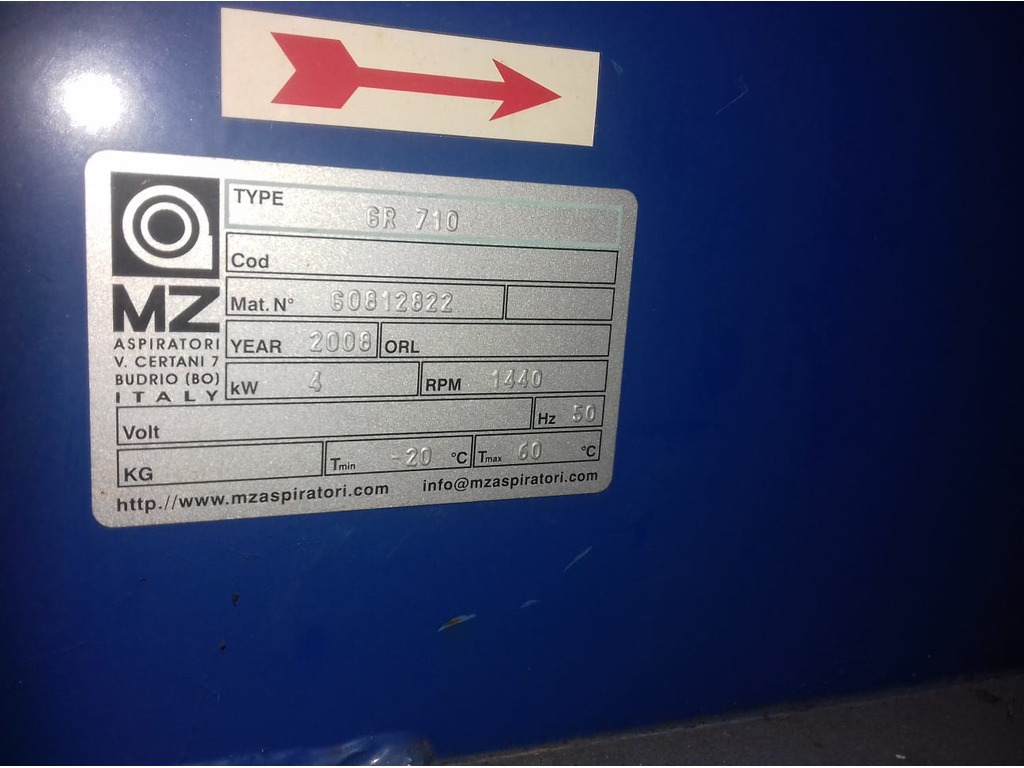 TYPE GR 710
Cod
Mat. N° 60812822
MZ
ASPIRATORI
V. CERTANI 7
BUDRIO (BO)
ITALY
YEAR 2008 ORL
kW 4 RPM 1440
Volt Hz 50
KG Tmin -20 °C Tmax 60 °C
http.//www.mzaspiratori.com info@mzaspiratori.com